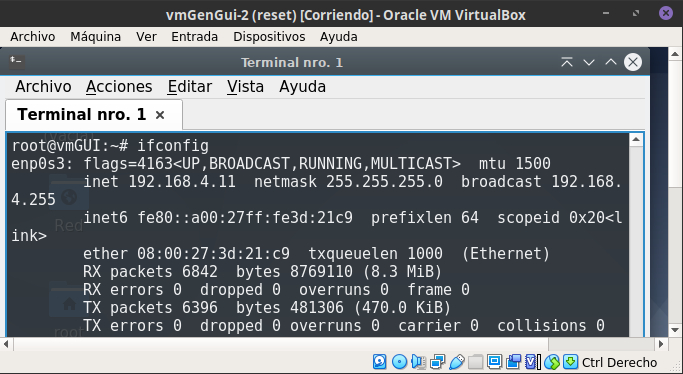 vmGenGui-2 (reset) [Corriendo] - Oracle VM VirtualBox
Archivo Máquina Ver Entrada Dispositivos Ayuda
Terminal nro. 1
Archivo Acciones Editar Vista Ayuda
Terminal nro. 1
root@vmGUI:~# ifconfig
enp0s3: flags=4163<UP,BROADCAST,RUNNING,MULTICAST>  mtu 1500
        inet 192.168.4.11  netmask 255.255.255.0  broadcast 192.168.
4.255
        inet6 fe80::a00:27ff:fe3d:21c9  prefixlen 64  scopeid 0x20<l
ink>
        ether 08:00:27:3d:21:c9  txqueuelen 1000  (Ethernet)
        RX packets 6842  bytes 8769110 (8.3 MiB)
        RX errors 0  dropped 0  overruns 0  frame 0
        TX packets 6396  bytes 481306 (470.0 KiB)
        TX errors 0  dropped 0 overruns 0  carrier 0  collisions 0
Red
root
Ctrl Derecho